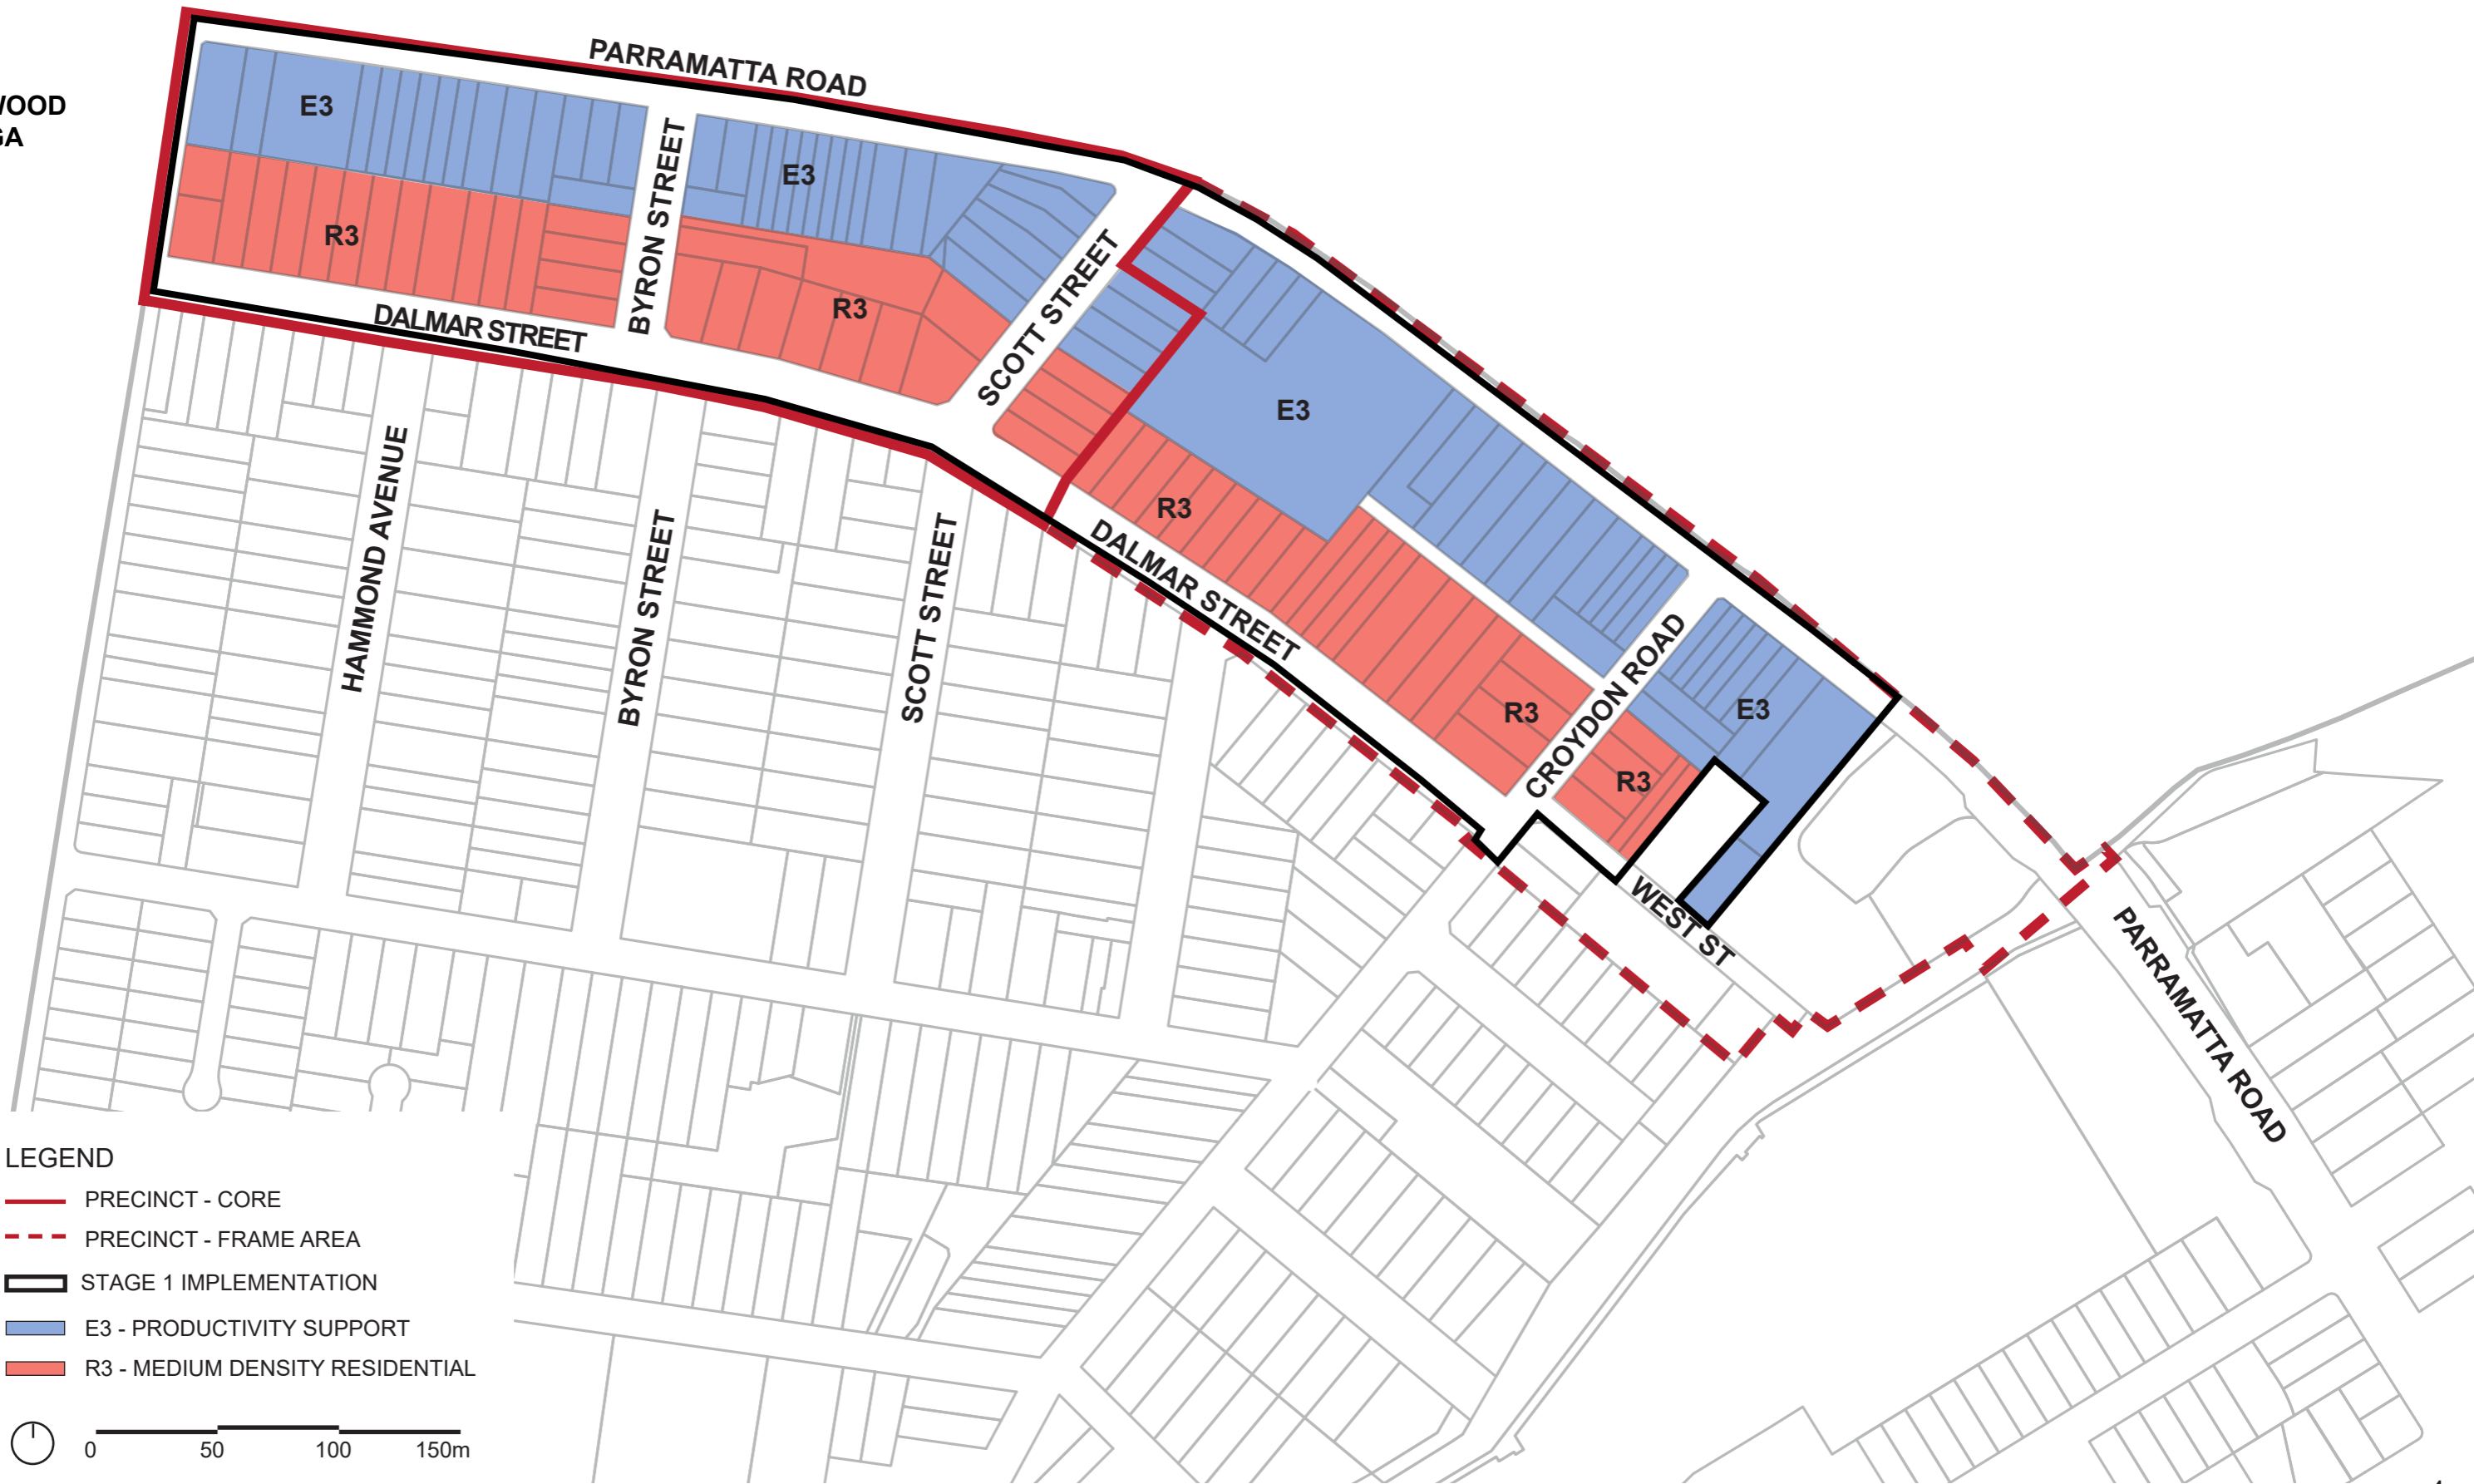 PARRAMATTA ROAD
E3
E3
BYRON STREET
R3
R3
SCOTT STREET
DALMAR STREET
E3
HAMMOND AVENUE
BYRON STREET
SCOTT STREET
R3
DALMAR STREET
CROYDON ROAD
R3
E3
R3
WEST ST
PARRAMATTA ROAD
LEGEND
PRECINCT - CORE
PRECINCT - FRAME AREA
STAGE 1 IMPLEMENTATION
E3 - PRODUCTIVITY SUPPORT
R3 - MEDIUM DENSITY RESIDENTIAL
0 50 100 150m